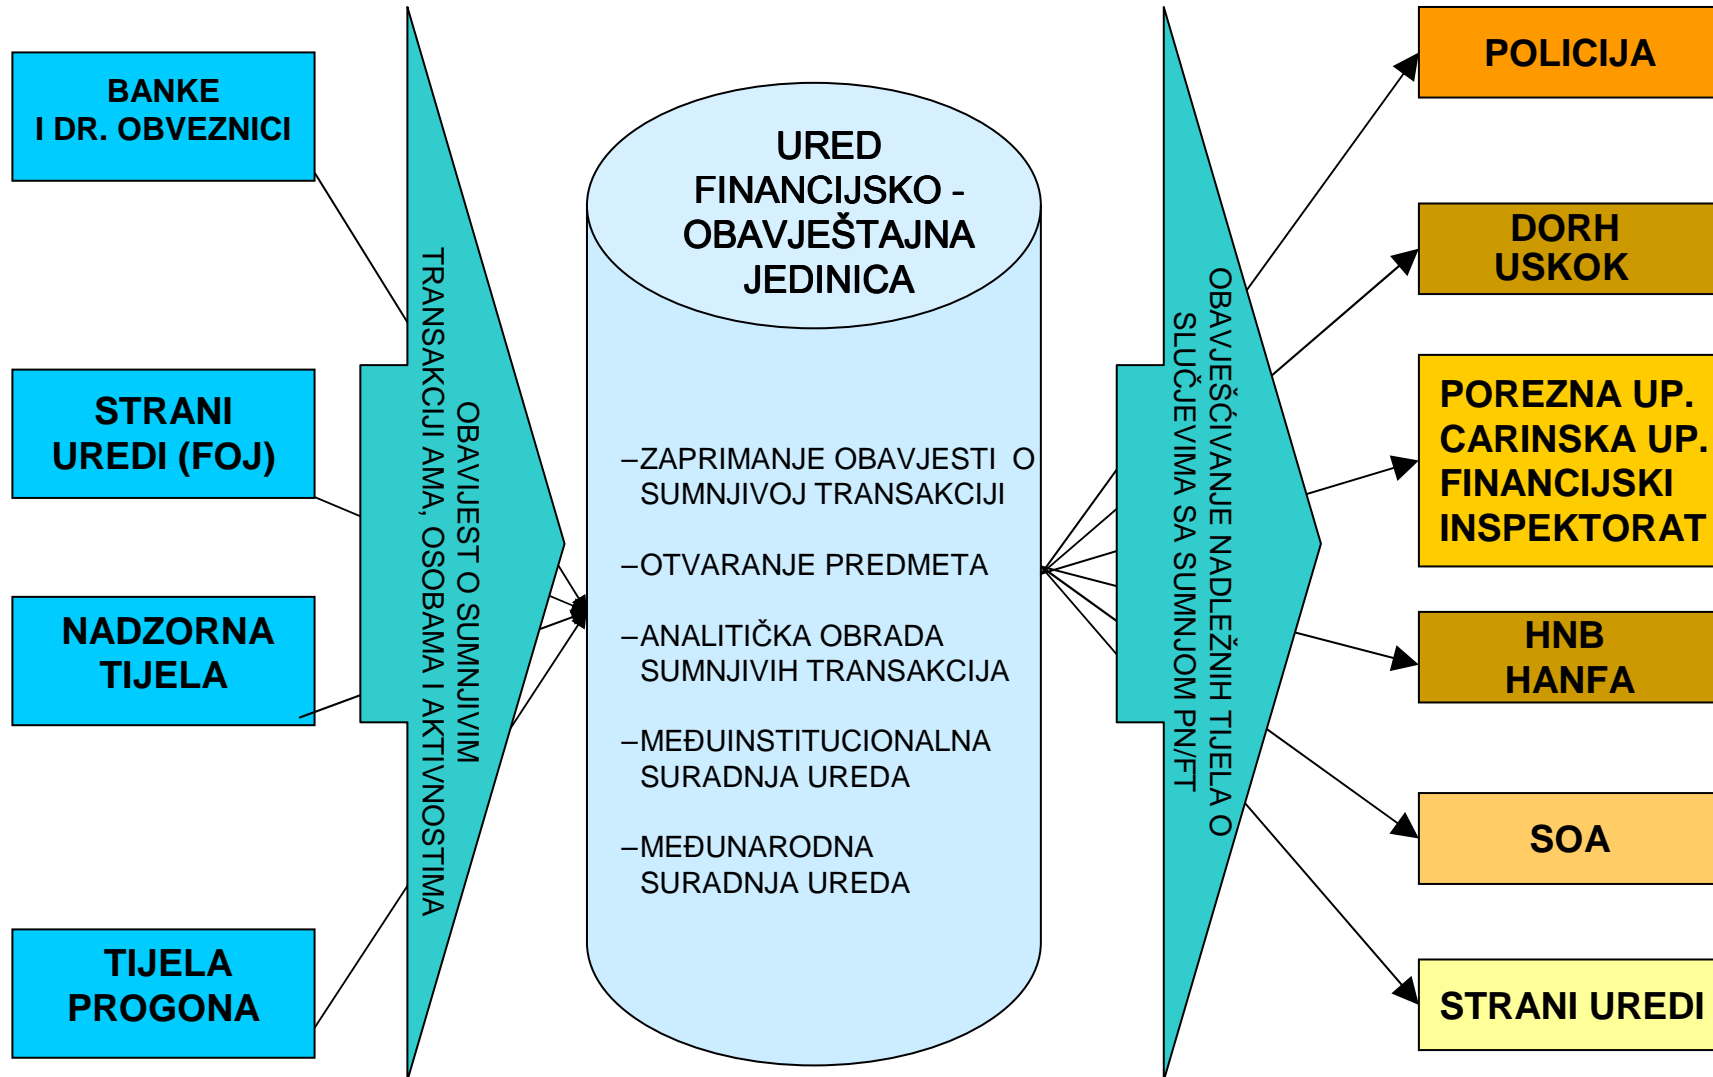 BANKE
I DR. OBVEZNICI
STRANI
UREDI (FOJ)
NADZORNA
TIJELA
TIJELA
PROGONA
OBAVIJEST O SUMNJIVIM
TRANSAKCIJI AMA, OSOBAMA I AKTIVNOSTIMA
URED
FINANCIJSKO -
OBAVJEŠTAJNA
JEDINICA
–ZAPRIMANJE OBAVJESTI O
SUMNJIVOJ TRANSAKCIJI
–OTVARANJE PREDMETA
–ANALITIČKA OBRADA
SUMNJIVIH TRANSAKCIJA
–MEĐUINSTITUCIONALNA
SURADNJA UREDA
–MEĐUNARODNA
SURADNJA UREDA
OBAVJEŠĆIVANJE NADLEŽNIH TIJELA O
SLUČJEVIMA SA SUMNJOM PN/FT
POLICIJA
DORH
USKOK
POREZNA UP.
CARINSKA UP.
FINANCIJSKI
INSPEKTORAT
HNB
HANFA
SOA
STRANI UREDI